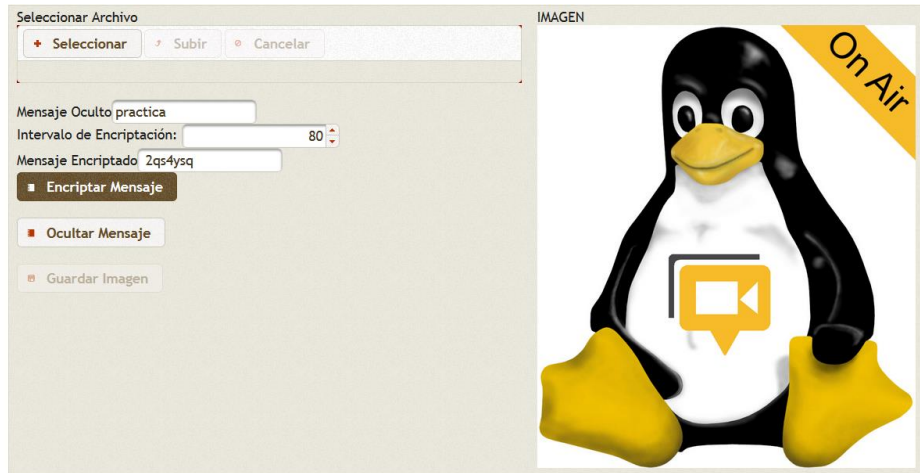 Seleccionar Archivo
Seleccionar Subir Cancelar
Mensaje Oculto practica
Intervalo de Encriptación: 80
Mensaje Encriptado 2qs4ysq
Encriptar Mensaje
Ocultar Mensaje
Guardar Imagen
IMAGEN
On Air